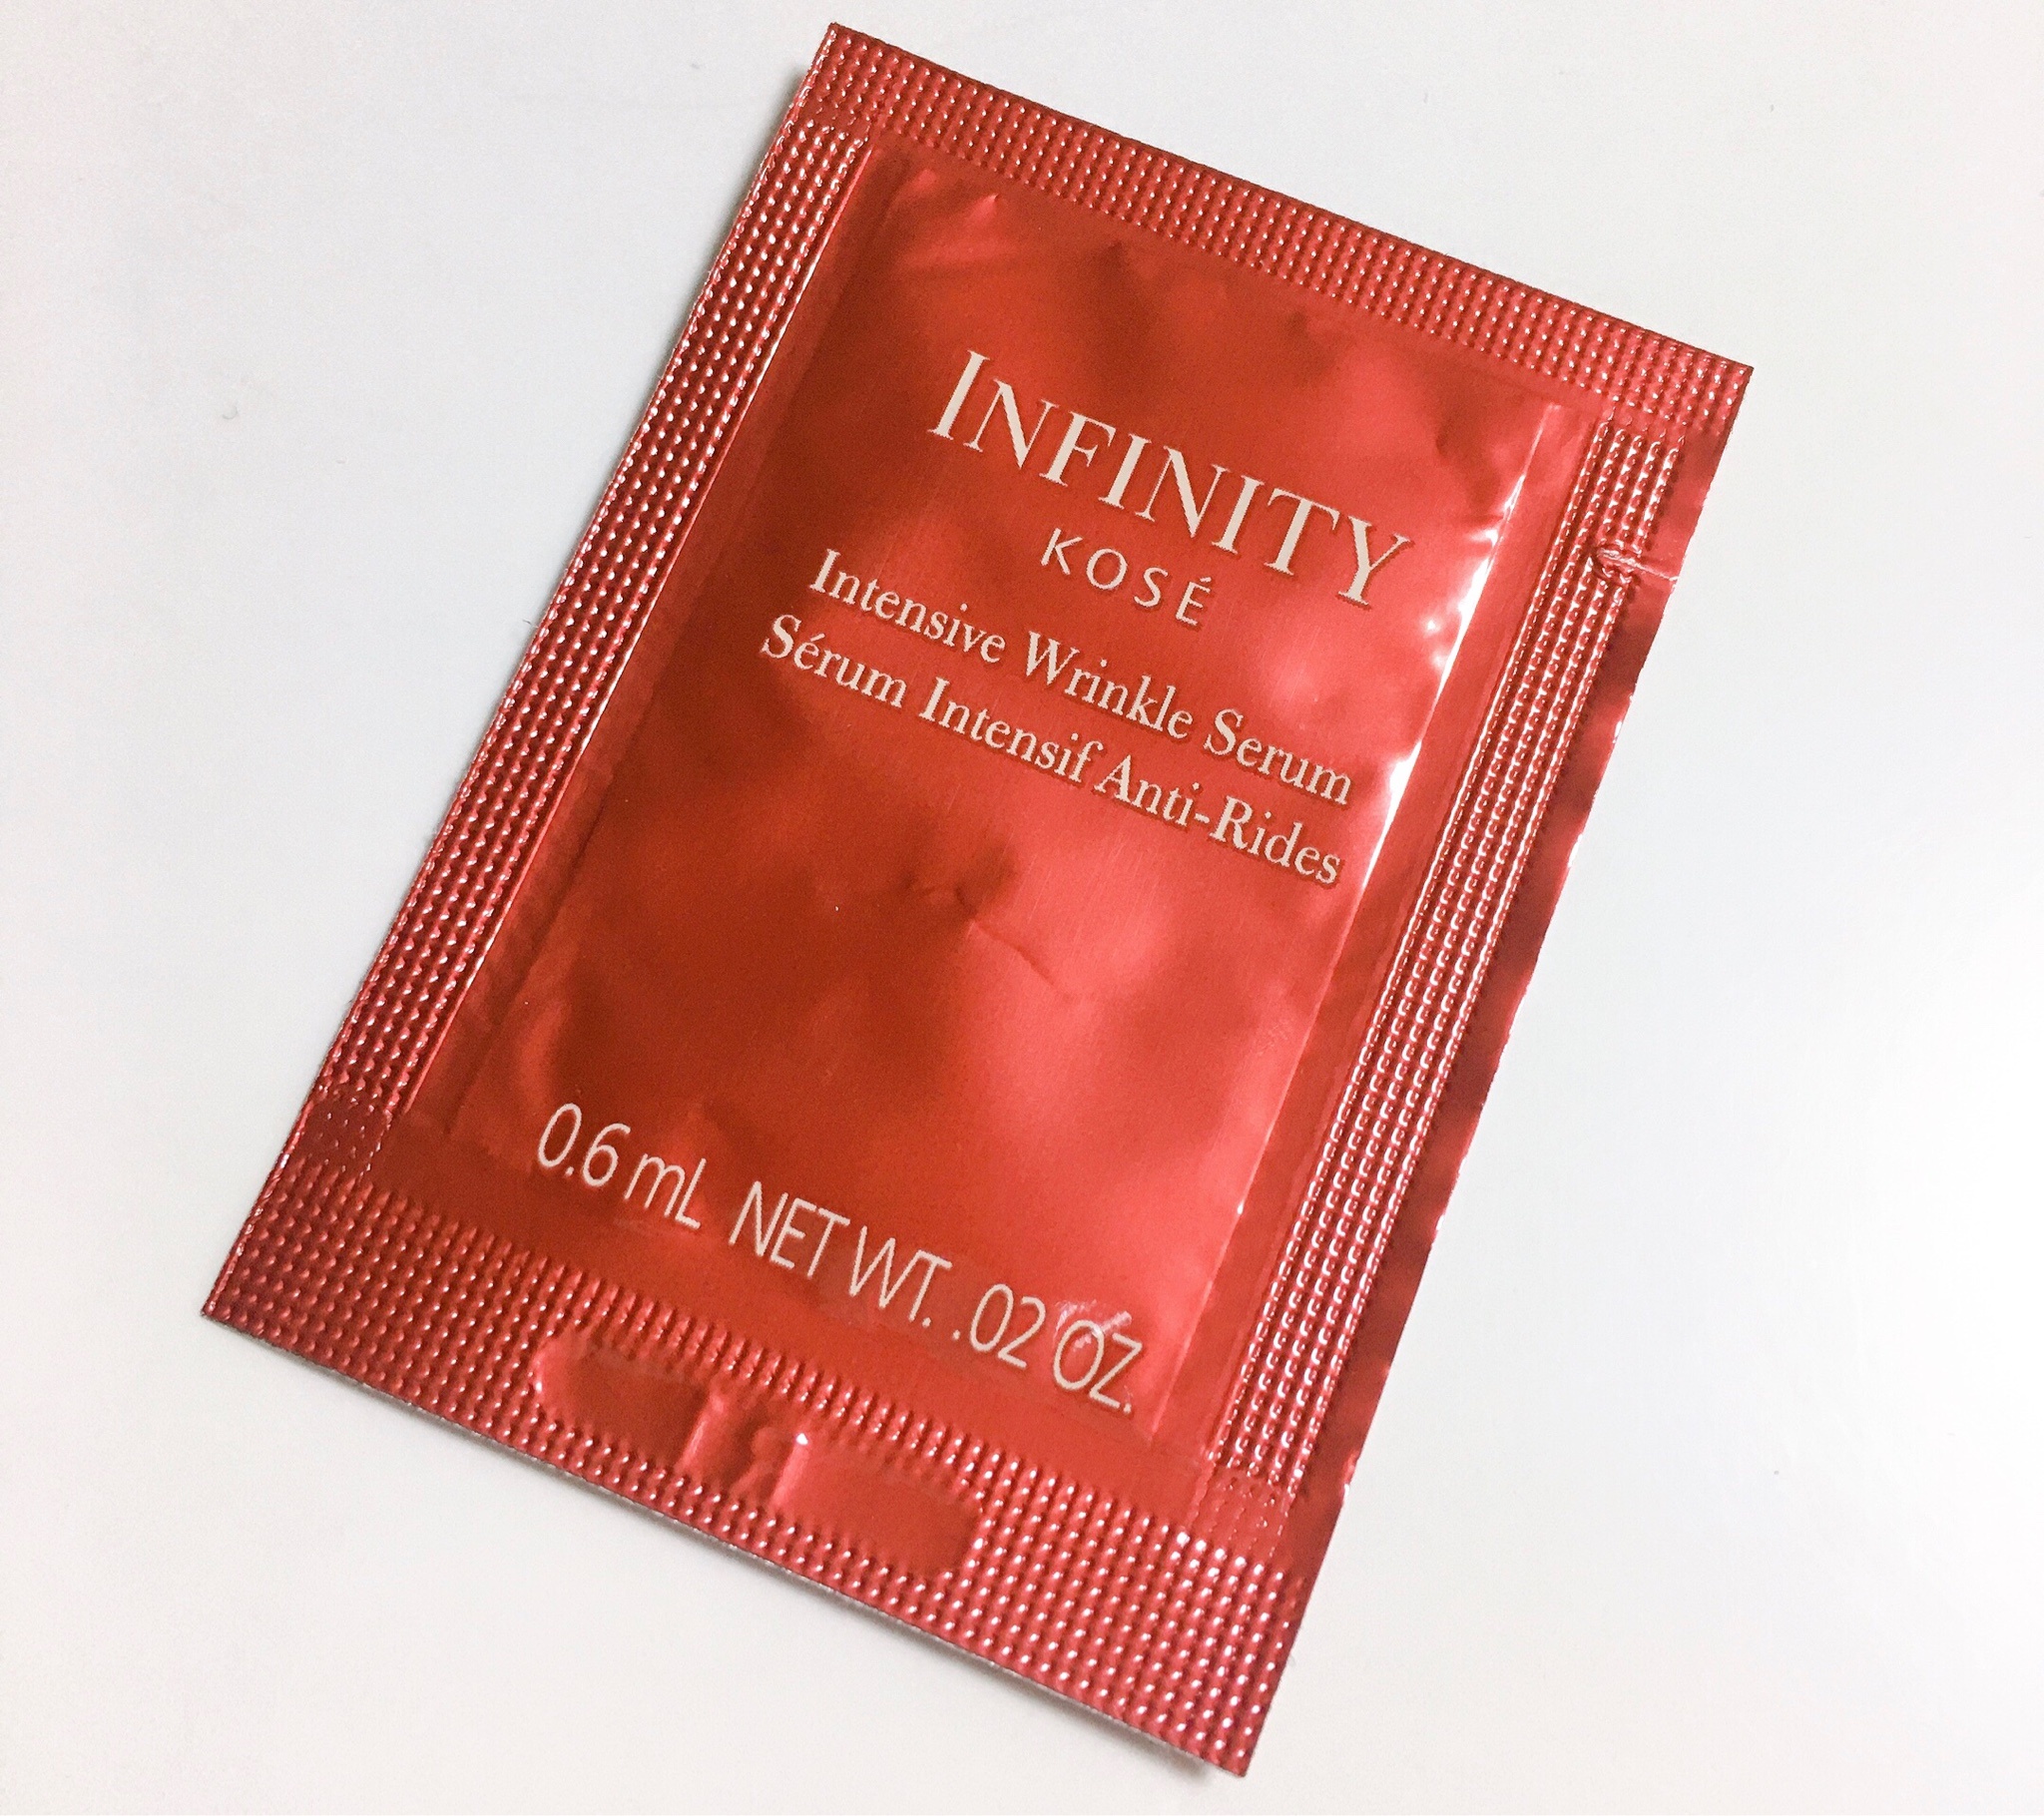 INFINITY
KOSÉ
Intensive Wrinkle Serum
Sérum Intensif Anti-Rides
0.6 mL NET WT. .02 OZ.